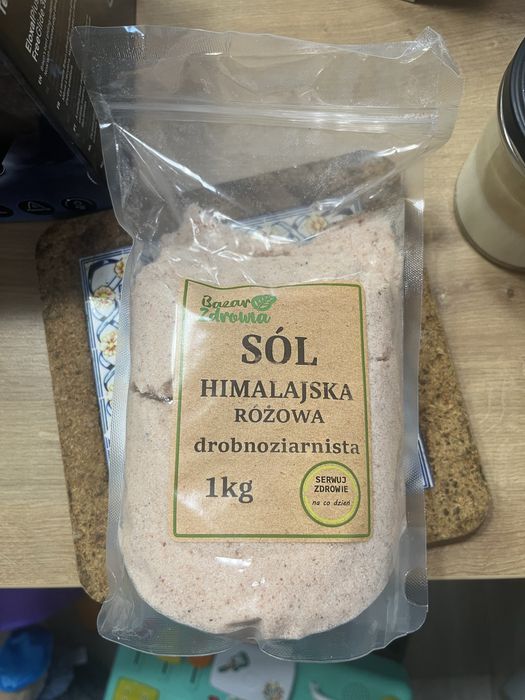 Bazar
Zdrowia
SÓL
HIMALAJSKA
RÓŻOWA
drobnoziarnista
1kg
SERWUJ
ZDROWIE
na co dzień